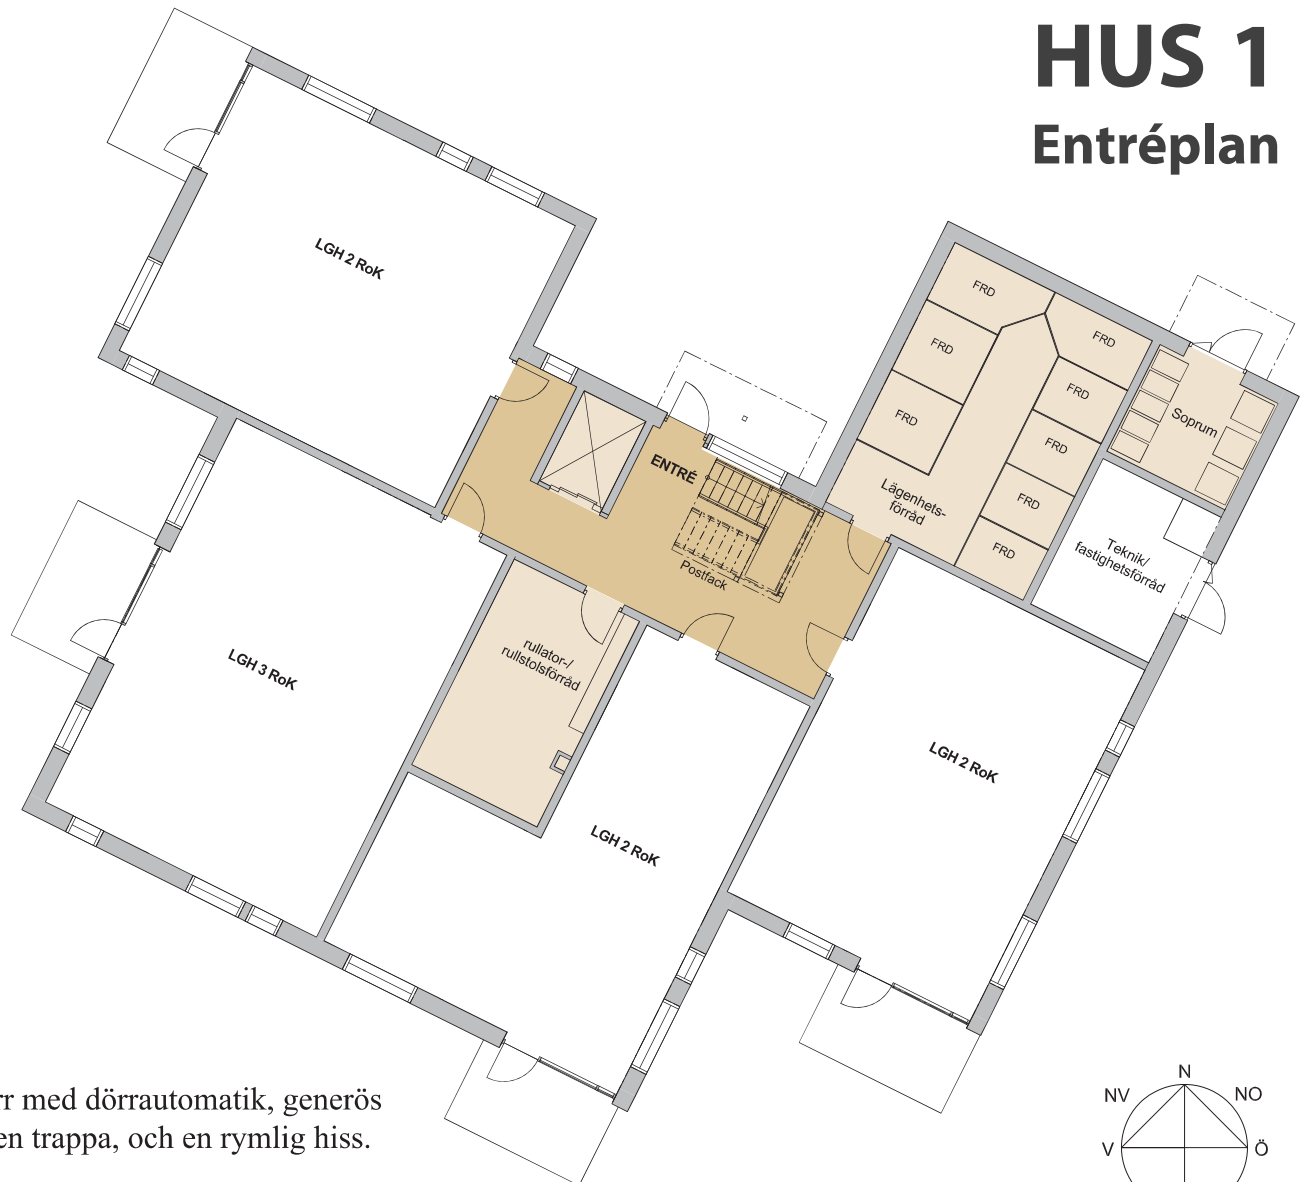 HUS 1
Entréplan
LGH 2 RoK
FRD
FRD
FRD
FRD
FRD
FRD
FRD
FRD
Soprum
ENTRÉ
Lägenhets-
förråd
Postfack
Teknik/
fastighetsförråd
rullator-/
rullstolsförråd
LGH 3 RoK
LGH 2 RoK
LGH 2 RoK
med dörrautomatik, generös
en trappa, och en rymlig hiss.
N
NV
NO
V
Ö